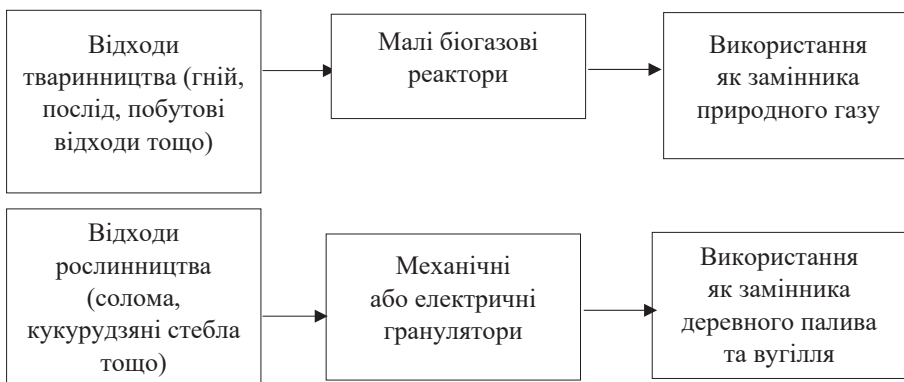 Відходи
тваринництва (гній,
послід, побутові
відходи тощо)
Малі біогазові
реактори
Використання
як замінника
природного газу
Відходи
рослинництва
(солома,
кукурудзяні стебла
тощо)
Механічні
або електричні
гранулятори
Використання
як замінника
деревного палива
та вугілля